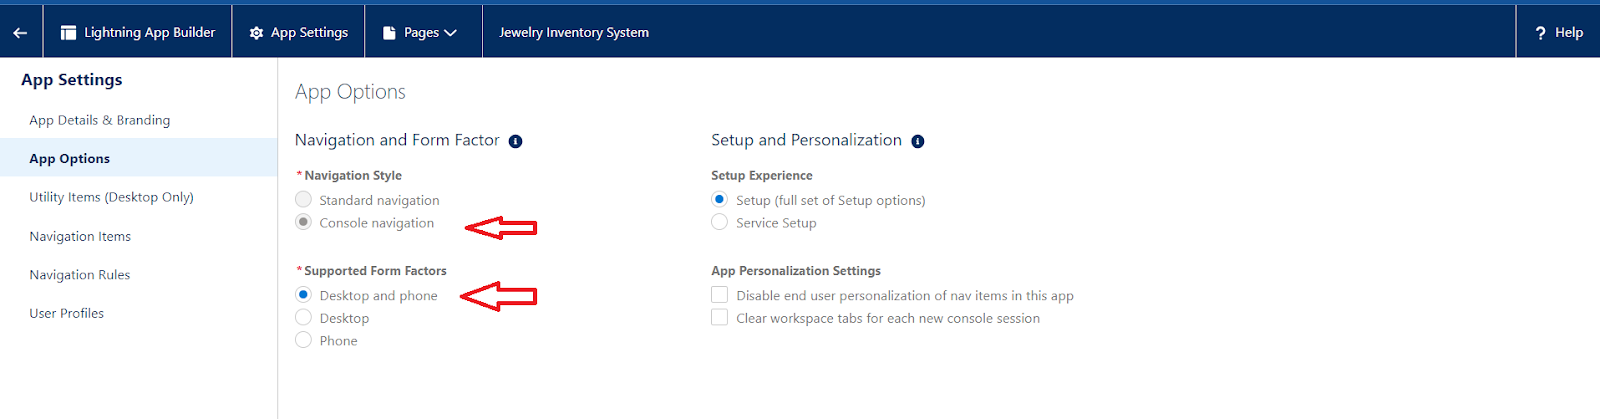 Lightning App Builder
App Settings
Pages
Jewelry Inventory System
? Help
App Settings
App Details & Branding
App Options
Utility Items (Desktop Only)
Navigation Items
Navigation Rules
User Profiles
App Options
Navigation and Form Factor
* Navigation Style
Standard navigation
Console navigation
* Supported Form Factors
Desktop and phone
Desktop
Phone
Setup and Personalization
Setup Experience
Setup (full set of Setup options)
Service Setup
App Personalization Settings
Disable end user personalization of nav items in this app
Clear workspace tabs for each new console session